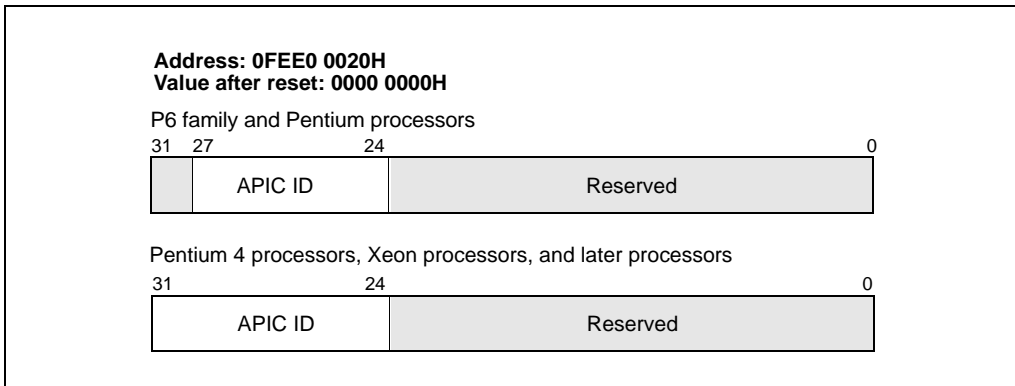 Address: 0FEE0 0020H
Value after reset: 0000 0000H
P6 family and Pentium processors
31 27 24 0
APIC ID Reserved
Pentium 4 processors, Xeon processors, and later processors
31 24 0
APIC ID Reserved